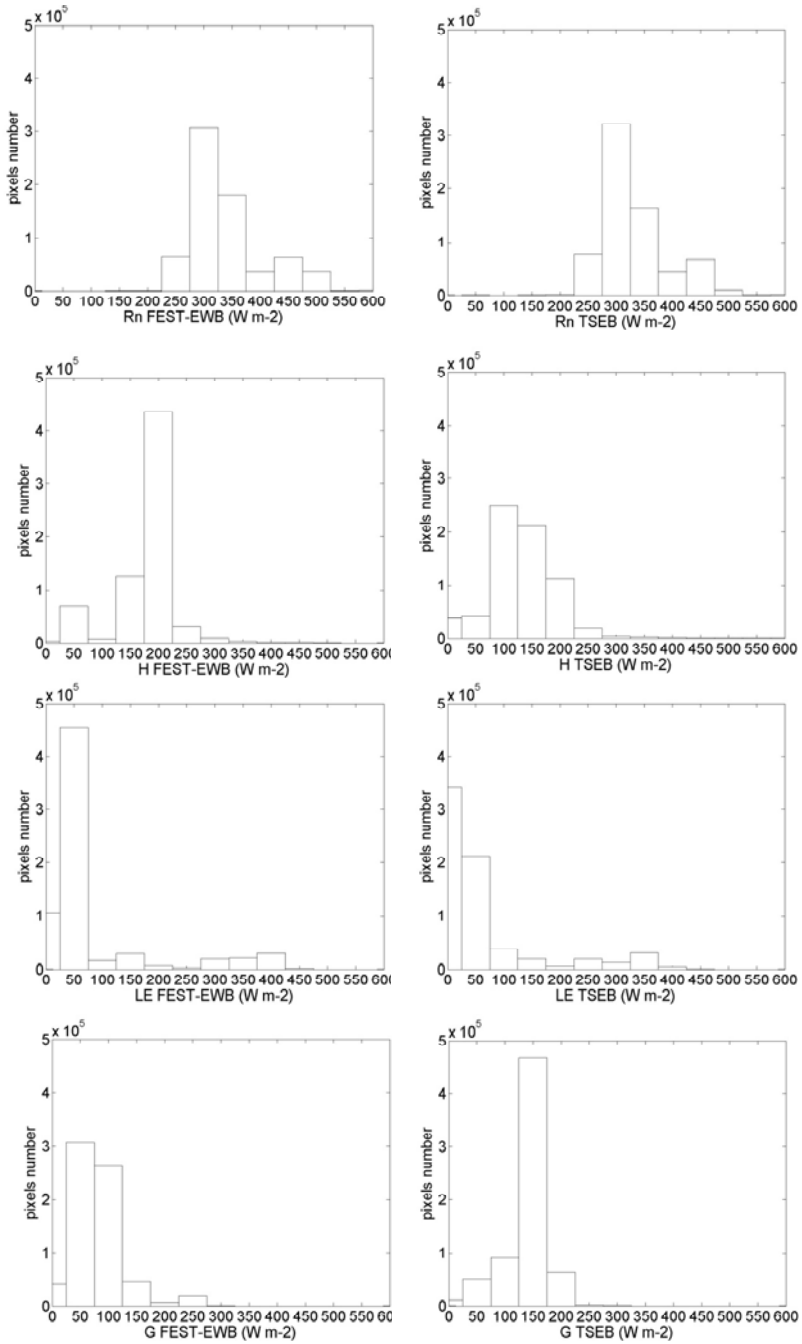 5 x 10^5
5
4
3
2
1
0
pixels number
0 50 100 150 200 250 300 350 400 450 500 550 600
Rn FEST-EWB (W m-2)
5 x 10^5
4
3
2
1
0
pixels number
0 50 100 150 200 250 300 350 400 450 500 550 600
Rn TSEB (W m-2)
5 x 10^5
4
3
2
1
0
pixels number
0 50 100 150 200 250 300 350 400 450 500 550 60
H FEST-EWB (W m-2)
5 x 10^5
4
3
2
1
0
pixels number
0 50 100 150 200 250 300 350 400 450 500 550 600
H TSEB (W m-2)
5 x 10^5
4
3
2
1
0
pixels number
0 50 100 150 200 250 300 350 400 450 500 550 600
LE FEST-EWB (W m-2)
5 x 10^5
4
3
2
1
0
pixels number
0 50 100 150 200 250 300 350 400 450 500 550 600
LE TSEB (W m-2)
5 x 10^5
4
3
2
1
0
pixels number
0 50 100 150 200 250 300 350 400 450 500 550 600
G FEST-EWB (W m-2)
5 x 10^5
4
3
2
1
0
pixels number
0 50 100 150 200 250 300 350 400 450 500 550 600
G TSEB (W m-2)